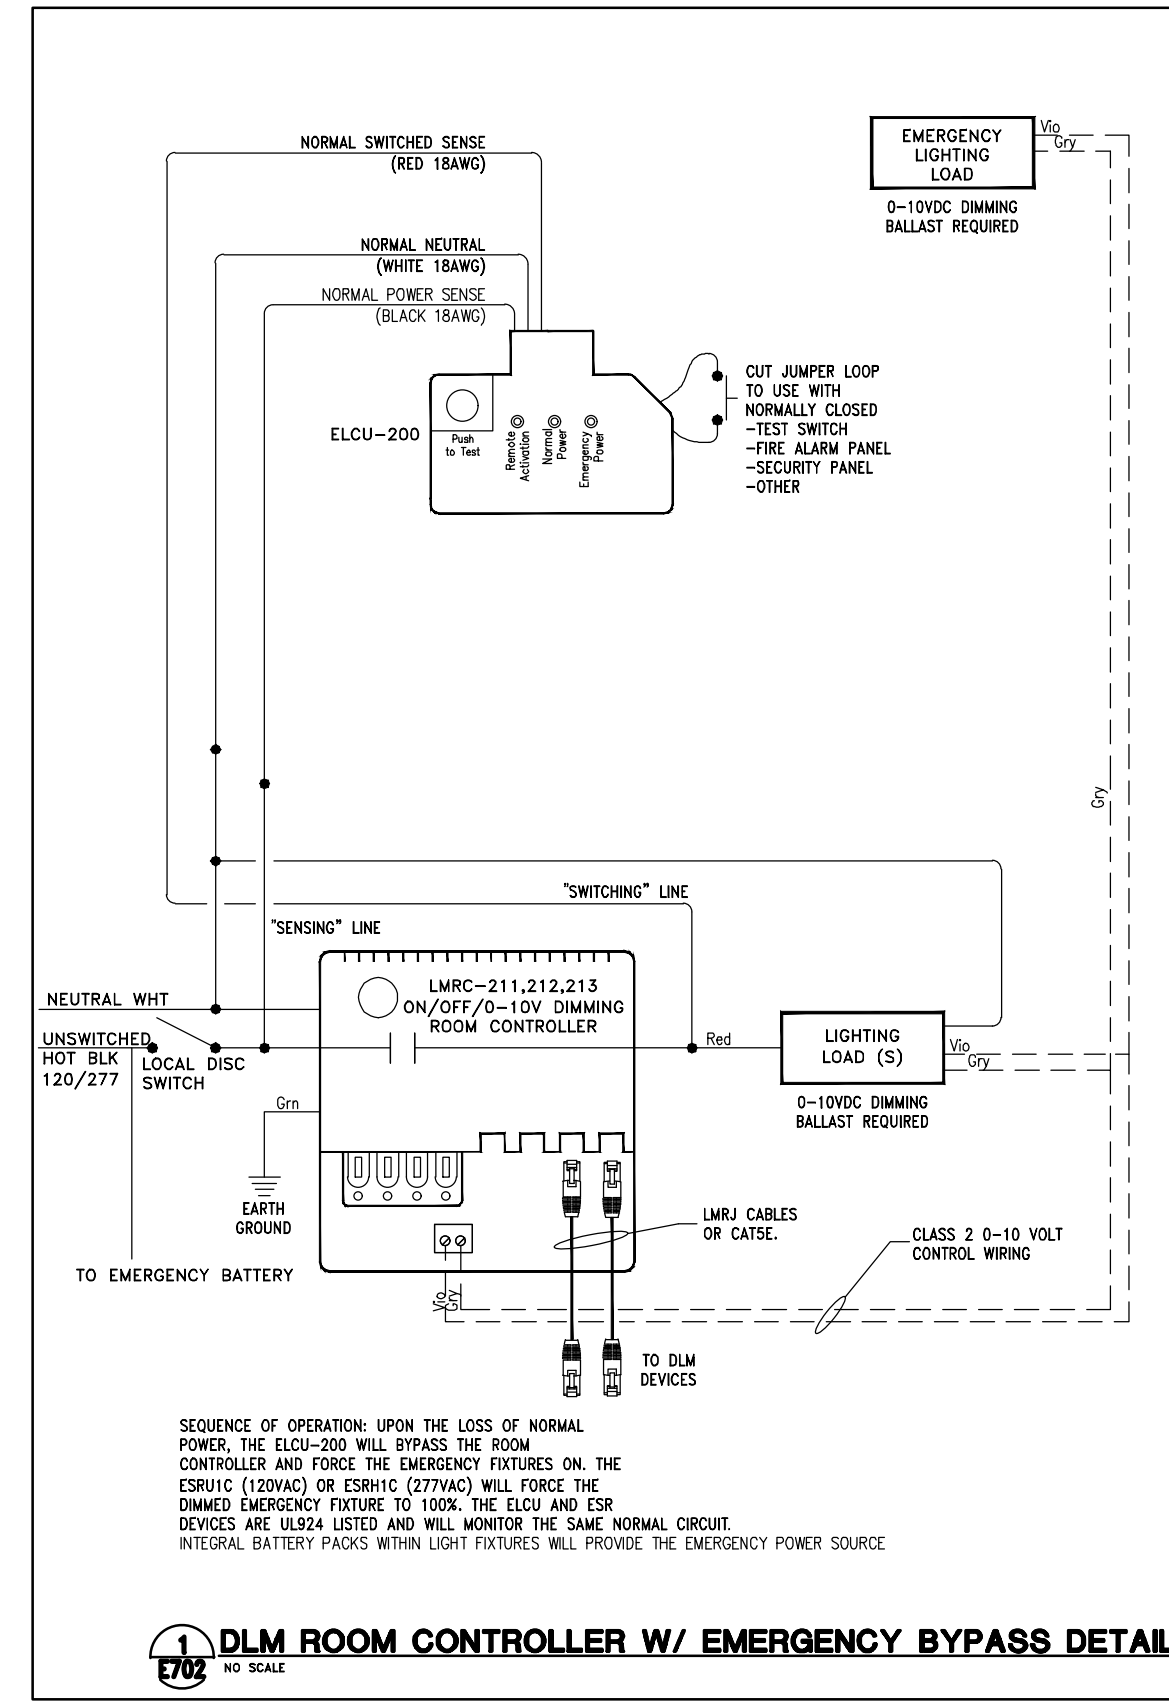 NORMAL SWITCHED SENSE
(RED 18AWG)
NORMAL NEUTRAL
(WHITE 18AWG)
NORMAL POWER SENSE
(BLACK 18AWG)
EMERGENCY
LIGHTING
LOAD
Vio
Gry
0-10VDC DIMMING
BALLAST REQUIRED
ELCU-200
Push
to Test
Remote
Activation
Normal
Power
Emergency
Power
CUT JUMPER LOOP
TO USE WITH
NORMALLY CLOSED
-TEST SWITCH
-FIRE ALARM PANEL
-SECURITY PANEL
-OTHER
Gry
"SWITCHING" LINE
"SENSING" LINE
NEUTRAL WHT
UNSWITCHED
HOT BLK
120/277
LOCAL DISC
SWITCH
LMRC-211,212,213
ON/OFF/0-10V DIMMING
ROOM CONTROLLER
Red
LIGHTING
LOAD (S)
Vio
Gry
0-10VDC DIMMING
BALLAST REQUIRED
Grn
EARTH
GROUND
TO EMERGENCY BATTERY
LMRJ CABLES
OR CAT5E.
CLASS 2 0-10 VOLT
CONTROL WIRING
Vio
Gry
TO DLM
DEVICES
SEQUENCE OF OPERATION: UPON THE LOSS OF NORMAL
POWER, THE ELCU-200 WILL BYPASS THE ROOM
CONTROLLER AND FORCE THE EMERGENCY FIXTURES ON. THE
ESRU1C (120VAC) OR ESRH1C (277VAC) WILL FORCE THE
DIMMED EMERGENCY FIXTURE TO 100%. THE ELCU AND ESR
DEVICES ARE UL924 LISTED AND WILL MONITOR THE SAME NORMAL CIRCUIT.
INTEGRAL BATTERY PACKS WITHIN LIGHT FIXTURES WILL PROVIDE THE EMERGENCY POWER SOURCE
1
E702
DLM ROOM CONTROLLER W/ EMERGENCY BYPASS DETAIL
NO SCALE